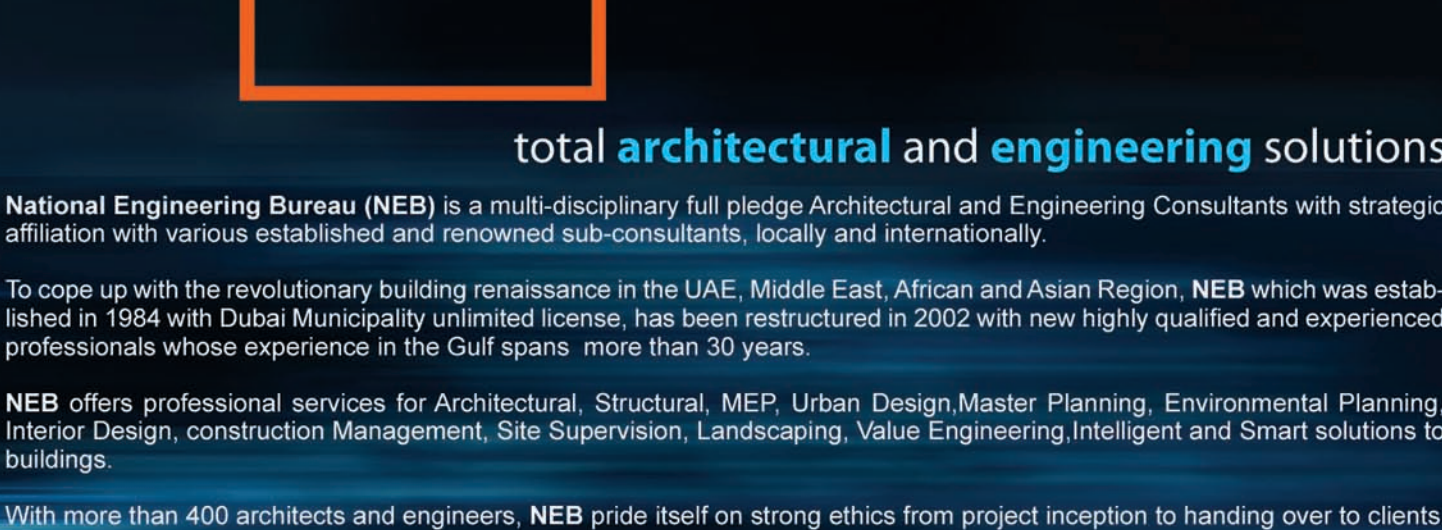 total architectural and engineering solutions
National Engineering Bureau (NEB) is a multi-disciplinary full pledge Architectural and Engineering Consultants with strategic
affiliation with various established and renowned sub-consultants, locally and internationally.
To cope up with the revolutionary building renaissance in the UAE, Middle East, African and Asian Region, NEB which was estab-
lished in 1984 with Dubai Municipality unlimited license, has been restructured in 2002 with new highly qualified and experienced
professionals whose experience in the Gulf spans more than 30 years.
NEB offers professional services for Architectural, Structural, MEP, Urban Design,Master Planning, Environmental Planning,
Interior Design, construction Management, Site Supervision, Landscaping, Value Engineering,Intelligent and Smart solutions to
buildings.
With more than 400 architects and engineers, NEB pride itself on strong ethics from project inception to handing over to clients